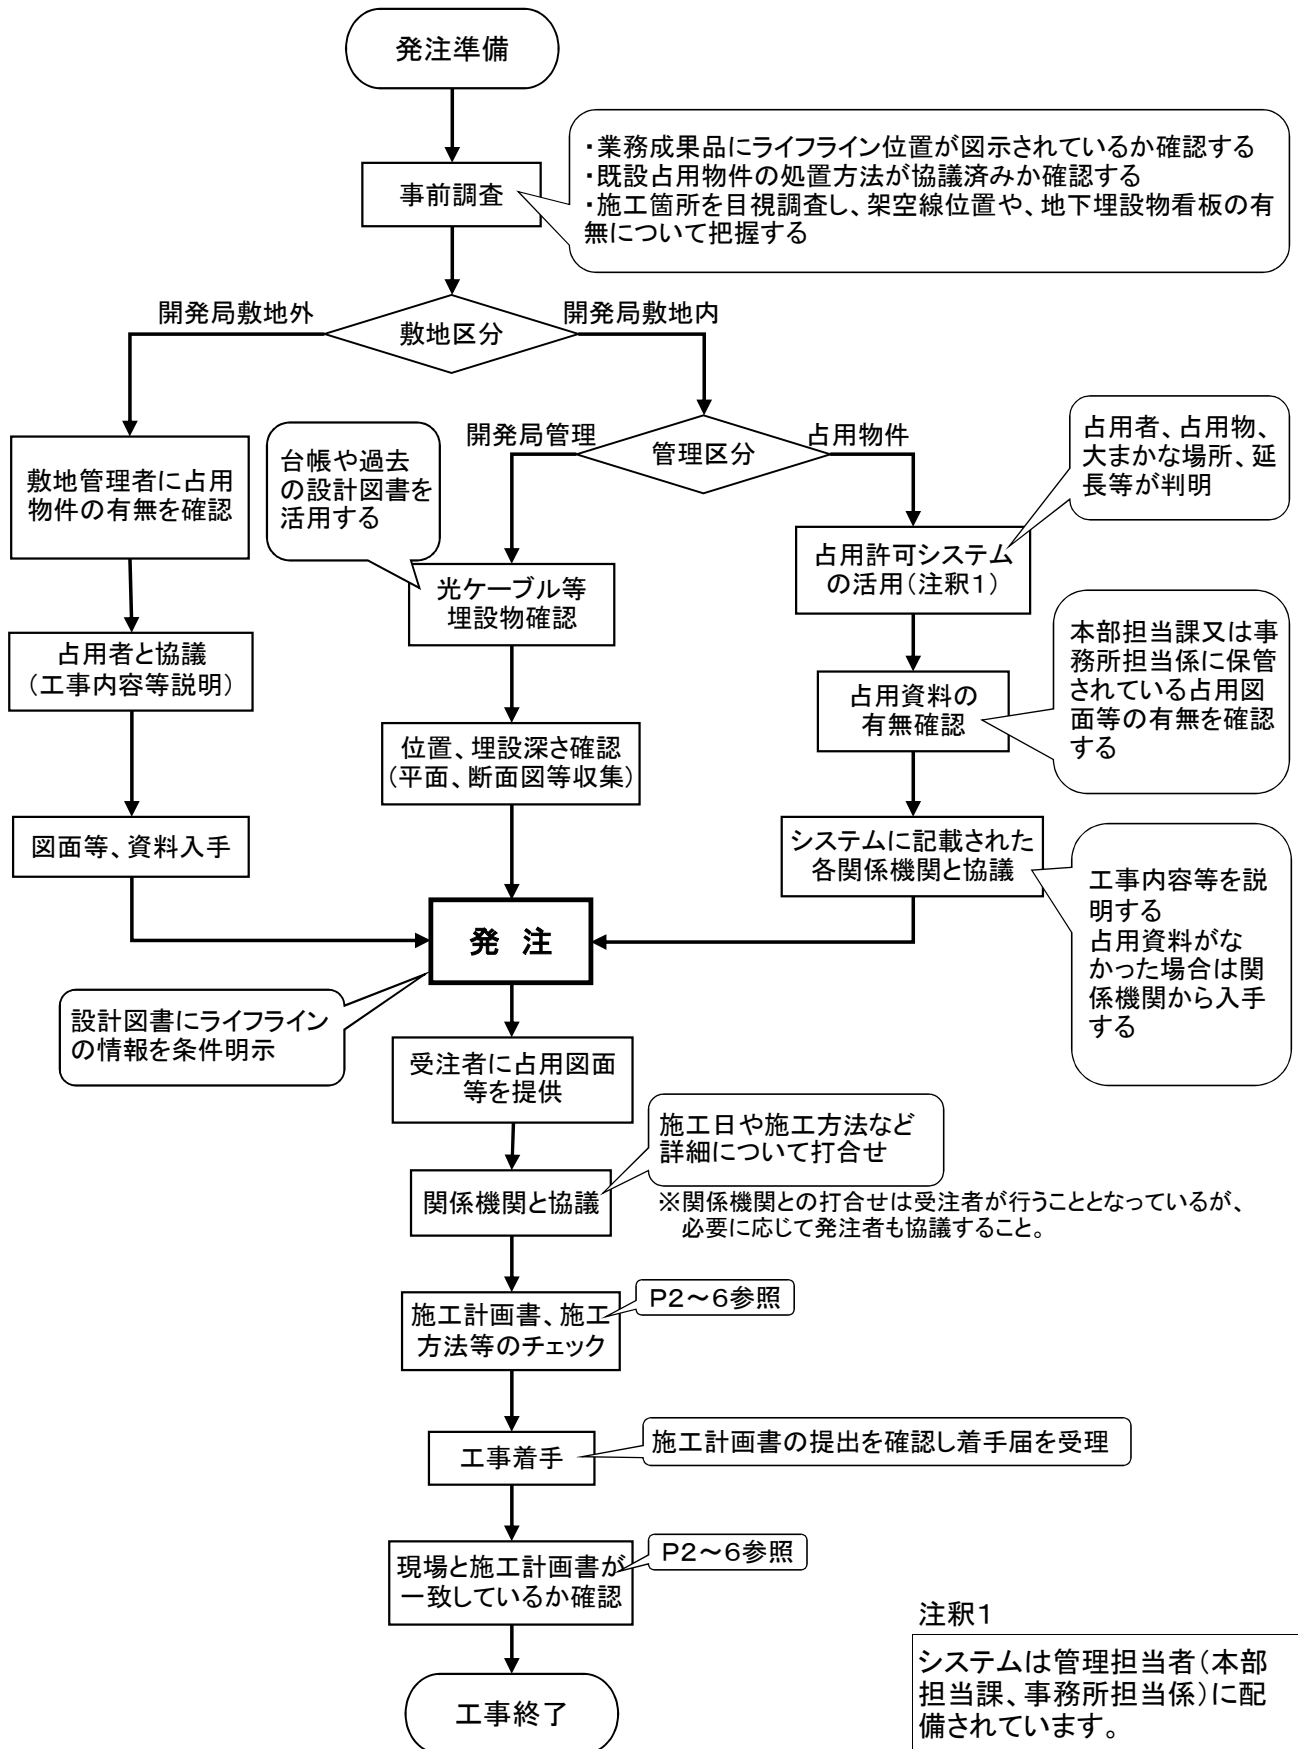 発注準備
事前調査
・業務成果品にライフライン位置が図示されているか確認する
・既設占用物件の処置方法が協議済みか確認する
・施工箇所を目視調査し、架空線位置や、地下埋設物看板の有
無について把握する
開発局敷地外
敷地区分
開発局敷地内
敷地管理者に占用
物件の有無を確認
占用者と協議
（工事内容等説明）
図面等、資料入手
開発局管理
管理区分
占用物件
台帳や過去
の設計図書を
活用する
光ケーブル等
埋設物確認
位置、埋設深さ確認
（平面、断面図等収集）
占用者、占用物、
大まかな場所、延
長等が判明
占用許可システム
の活用（注釈１）
本部担当課又は事
務所担当係に保管
されている占用図
面等の有無を確認
する
占用資料の
有無確認
システムに記載された
各関係機関と協議
工事内容等を説
明する
占用資料がな
かった場合は関
係機関から入手
する
発 注
設計図書にライフライン
の情報を条件明示
受注者に占用図面
等を提供
施工日や施工方法など
詳細について打合せ
関係機関と協議
※関係機関との打合せは受注者が行うこととなっているが、
必要に応じて発注者も協議すること。
Ｐ２～６参照
施工計画書、施工
方法等のチェック
工事着手
施工計画書の提出を確認し着手届を受理
Ｐ２～６参照
現場と施工計画書が
一致しているか確認
工事終了
注釈１
システムは管理担当者（本部
担当課、事務所担当係）に配
備されています。